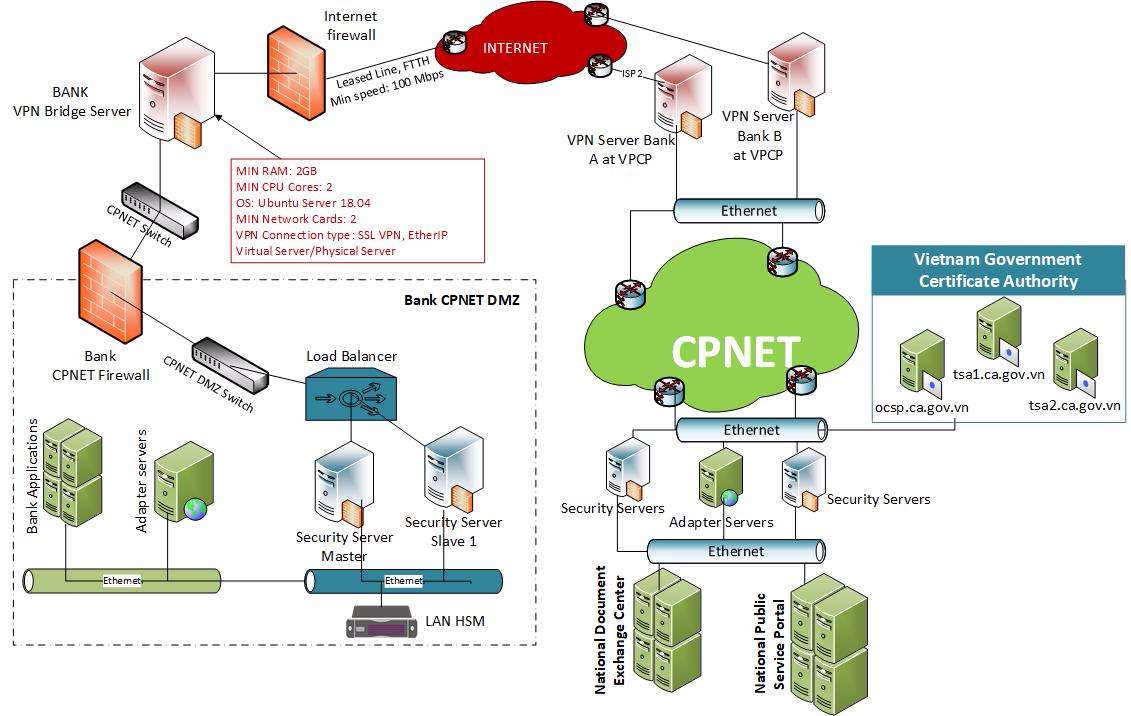 Internet
firewall
INTERNET
Leased Line, FTTH
Min speed: 100 Mbps
ISP 2
BANK
VPN Bridge Server
VPN Server Bank
A at VPCP
VPN Server
Bank B
at VPCP
MIN RAM: 2GB
MIN CPU Cores: 2
OS: Ubuntu Server 18.04
MIN Network Cards: 2
VPN Connection type: SSL VPN, EtherIP
Virtual Server/Physical Server
CPNET Switch
Ethernet
Vietnam Government
Certificate Authority
Bank CPNET DMZ
CPNET
Bank
CPNET Firewall
CPNET DMZ Switch
Load Balancer
tsa1.ca.gov.vn
ocsp.ca.gov.vn
tsa2.ca.gov.vn
Ethernet
Bank Applications
Adapter servers
Security Server
Master
Security Server
Slave 1
Security Servers
Adapter Servers
Security Servers
Ethernet
Ethernet
Ethernet
LAN HSM
National Document
Exchange Center
National Public
Service Portal